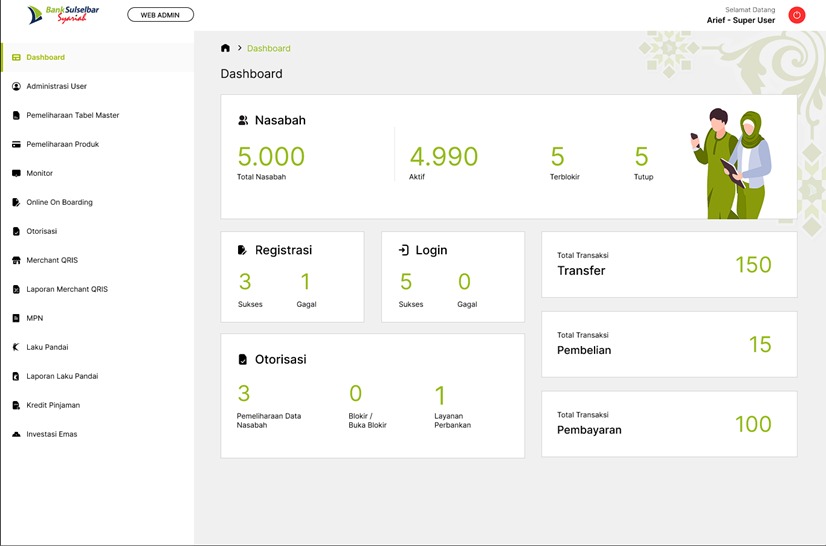 BankSulselbar
Syariah
WEB ADMIN
Selamat Datang
Arief - Super User
Dashboard
Administrasi User
Pemeliharaan Tabel Master
Pemeliharaan Produk
Monitor
Online On Boarding
Otorisasi
Merchant QRIS
Laporan Merchant QRIS
MPN
Laku Pandai
Laporan Laku Pandai
Kredit Pinjaman
Investasi Emas
Dashboard
Dashboard
Nasabah
5.000
Total Nasabah
4.990
Aktif
5
Terblokir
5
Tutup
Registrasi
3
Sukses
1
Gagal
Login
5
Sukses
0
Gagal
Total Transaksi
Transfer
150
Total Transaksi
Pembelian
15
Total Transaksi
Pembayaran
100
Otorisasi
3
Pemeliharaan Data
Nasabah
0
Blokir /
Buka Blokir
1
Layanan
Perbankan